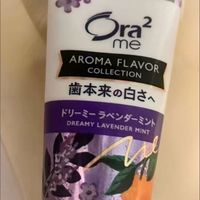 Ora²
me
AROMA FLAVOR
COLLECTION
歯本来の白さへ
ドリーミー ラベンダーミント
DREAMY LAVENDER MINT